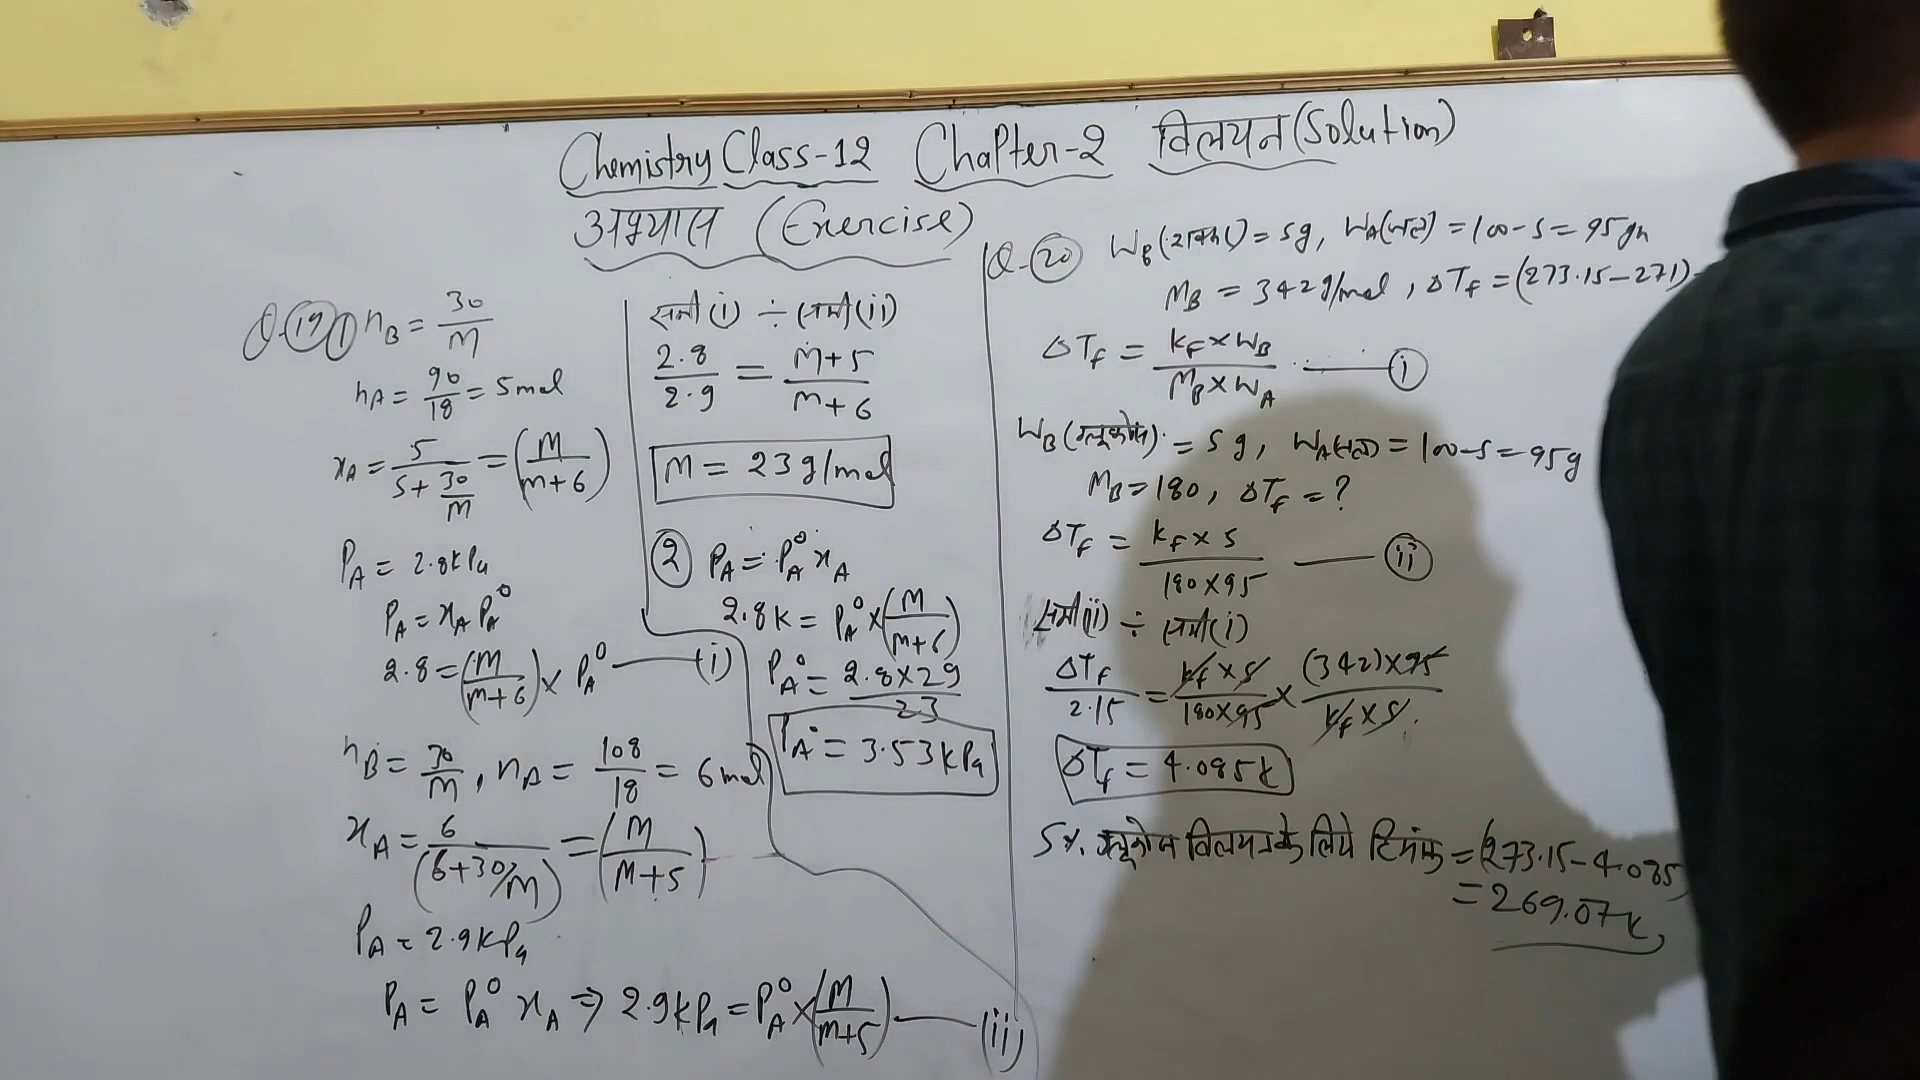 Chemistry Class-12 Chapter-2 विलयन (Solution)
अभ्यास (Exercise)
Q.19 1 nB = 30/M
nA = 90/18 = 5 mol
xA = 5/(5 + 30/M) = (M/(M+6))
PA = 2.8 kPa
PA = xA PA°
2.8 = (M/(M+6)) × PA° —— (i)
nB = 30/M, nA = 108/18 = 6 mol
xA = 6/(6+30/M) = (M/(M+5))
PA = 2.9 kPa
PA = PA° xA ⇒ 2.9 kPa = PA° × (M/(M+5)) —— (ii)
समी (i) ÷ समी (ii)
2.8/2.9 = (M+5)/(M+6)
M = 23 g/mol
2 PA = PA° xA
2.8 K = PA° × (M/(M+6))
PA° = (2.8×29)/23
PA° = 3.53 kPa
Q-20 WB () = 5g, WA (जल) = 100-5 = 95 gm
MB = 342 g/mol, ΔTf = (273.15-271)
ΔTf = (Kf × WB)/(MB × WA) ...... —— i
WB (ग्लूकोस) = 5 g, WA (जल) = 100-5 = 95g
MB = 180, ΔTf = ?
ΔTf = (Kf × 5)/(180×95) —— ii
समी (ii) ÷ समी (i)
ΔTf/2.15 = (Kf × 5)/(180×95) × ((342)×95)/(Kf × 5)
ΔTf = 4.085 K
5%. ग्लूकोज विलयन के लिये हिमांक = (273.15-4.085)
= 269.07 K